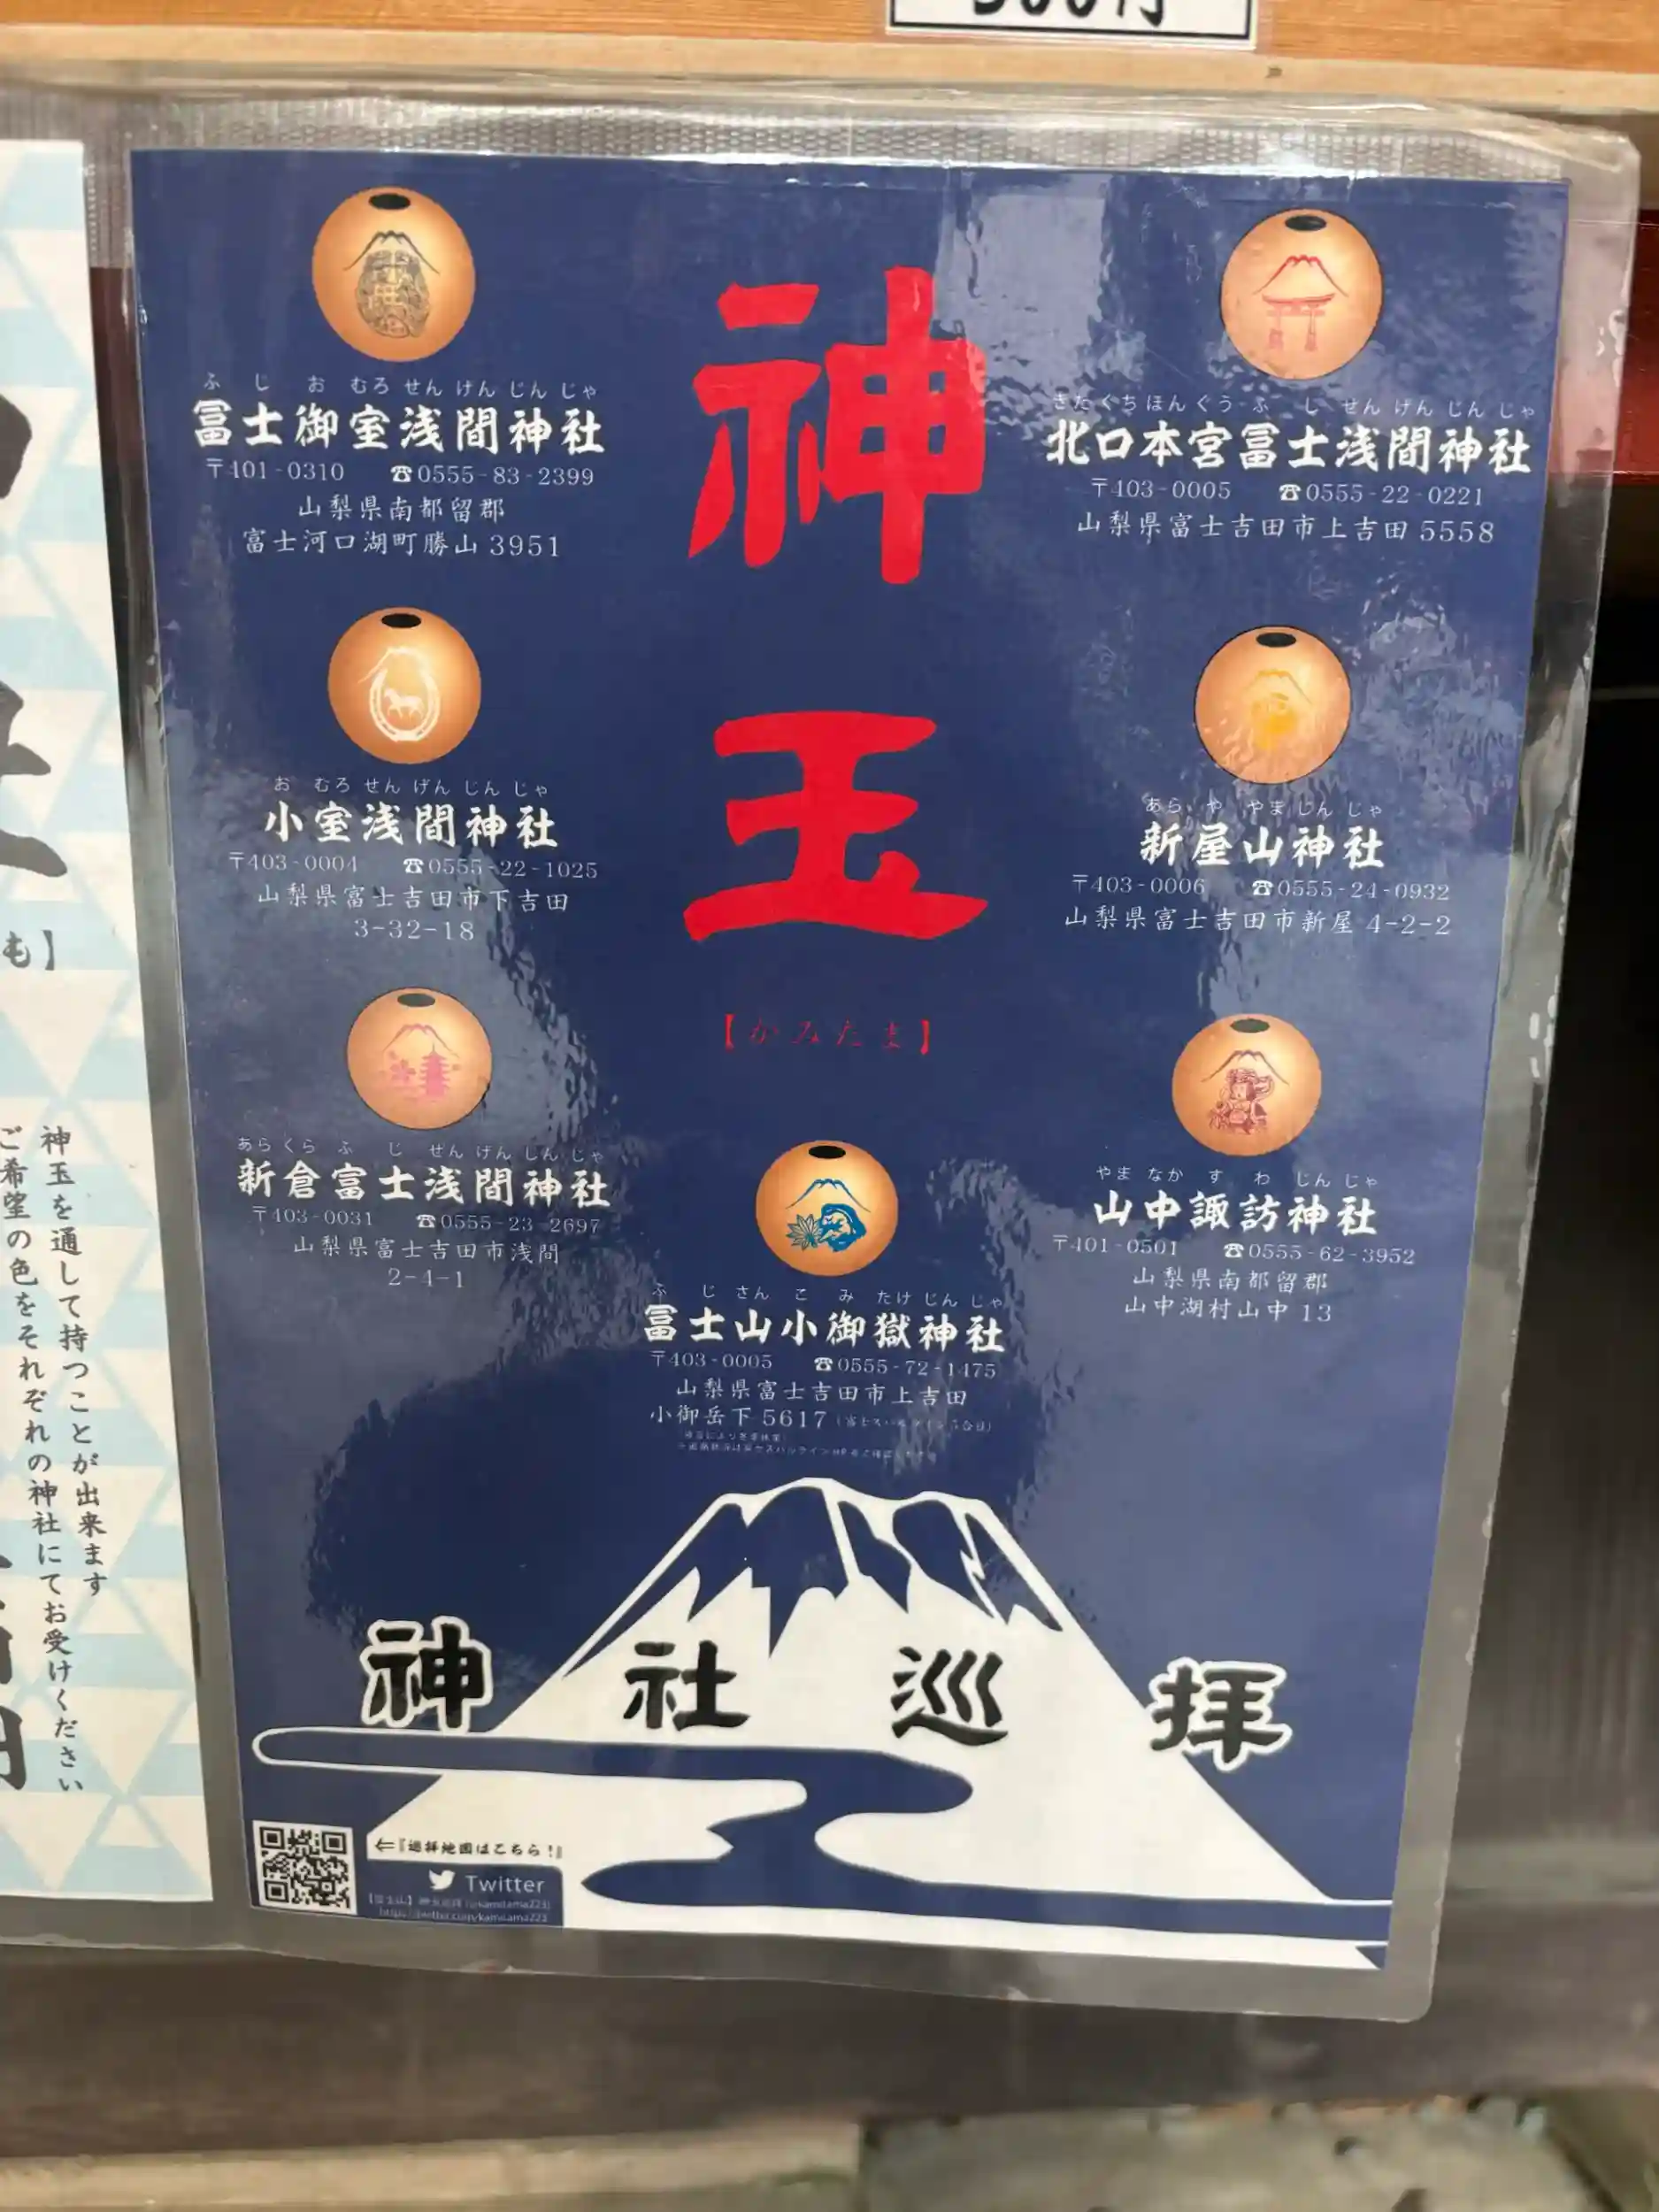 神玉
【かみたま】
ふ じ お むろ せん げん じん じゃ
冨士御室浅間神社
〒401-0310 ☎0555-83-2399
山梨県南都留郡
富士河口湖町勝山 3951
きた ぐち ほん ぐう ふ じ せん げん じん じゃ
北口本宮冨士浅間神社
〒403-0005 ☎0555-22-0221
山梨県富士吉田市上吉田 5558
お むろ せん げん じん じゃ
小室浅間神社
〒403-0004 ☎0555-22-1025
山梨県富士吉田市下吉田
3-32-18
あら や やま じん じゃ
新屋山神社
〒403-0006 ☎0555-24-0932
山梨県富士吉田市新屋 4-2-2
あら くら ふ じ せん げん じん じゃ
新倉富士浅間神社
〒403-0031 ☎0555-23-2697
山梨県富士吉田市浅間
2-4-1
やま なか す わ じん じゃ
山中諏訪神社
〒401-0501 ☎0555-62-3952
山梨県南都留郡
山中湖村山中 13
ふ じ さん こ み たけ じん じゃ
冨士山小御嶽神社
〒403-0005 ☎0555-72-1475
山梨県富士吉田市上吉田
小御岳下 5617
神社巡拝
⇐『巡拝地図はこちら！』
Twitter
も】
神玉を通して持つことが出来ます
ご希望の色をそれぞれの神社にてお受けください